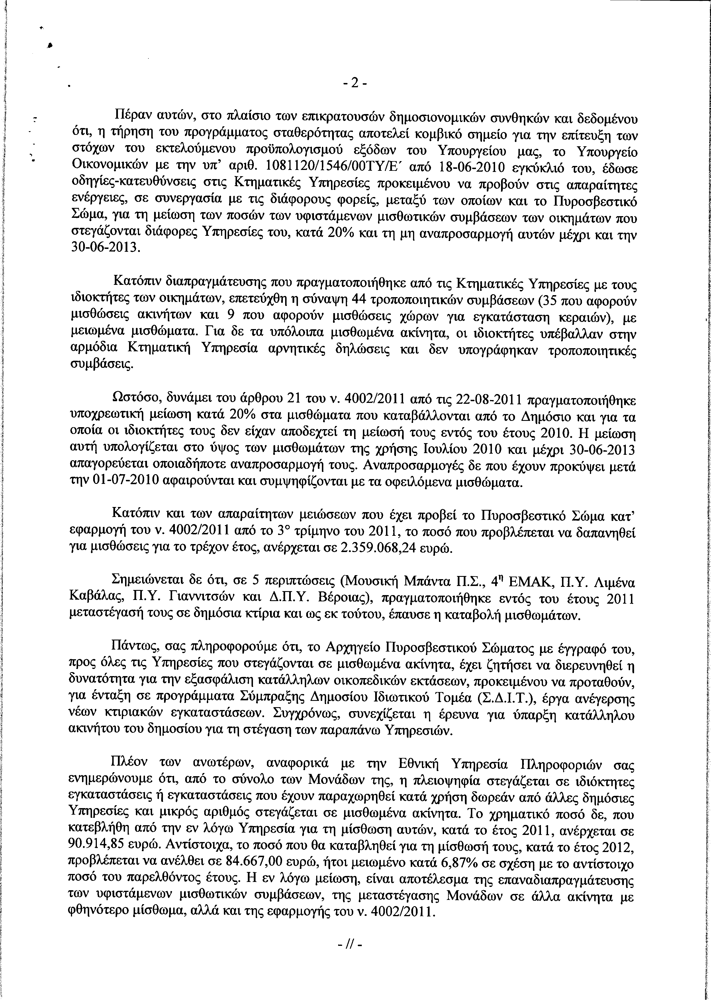 - 2 -
Πέραν αυτών, στο πλαίσιο των επικρατουσών δημοσιονομικών συνθηκών και δεδομένου
ότι, η τήρηση του προγράμματος σταθερότητας αποτελεί κομβικό σημείο για την επίτευξη των
στόχων του εκτελούμενου προϋπολογισμού εξόδων του Υπουργείου μας, το Υπουργείο
Οικονομικών με την υπ’ αριθ. 1081120/1546/00ΤΥ/Ε΄ από 18-06-2010 εγκύκλιό του, έδωσε
οδηγίες-κατευθύνσεις στις Κτηματικές Υπηρεσίες προκειμένου να προβούν στις απαραίτητες
ενέργειες, σε συνεργασία με τις διάφορους φορείς, μεταξύ των οποίων και το Πυροσβεστικό
Σώμα, για τη μείωση των ποσών των υφιστάμενων μισθωτικών συμβάσεων των οικημάτων που
στεγάζονται διάφορες Υπηρεσίες του, κατά 20% και τη μη αναπροσαρμογή αυτών μέχρι και την
30-06-2013.
Κατόπιν διαπραγμάτευσης που πραγματοποιήθηκε από τις Κτηματικές Υπηρεσίες με τους
ιδιοκτήτες των οικημάτων, επετεύχθη η σύναψη 44 τροποποιητικών συμβάσεων (35 που αφορούν
μισθώσεις ακινήτων και 9 που αφορούν μισθώσεις χώρων για εγκατάσταση κεραιών), με
μειωμένα μισθώματα. Για δε τα υπόλοιπα μισθωμένα ακίνητα, οι ιδιοκτήτες υπέβαλλαν στην
αρμόδια Κτηματική Υπηρεσία αρνητικές δηλώσεις και δεν υπογράφηκαν τροποποιητικές
συμβάσεις.
Ωστόσο, δυνάμει του άρθρου 21 του ν. 4002/2011 από τις 22-08-2011 πραγματοποιήθηκε
υποχρεωτική μείωση κατά 20% στα μισθώματα που καταβάλλονται από το Δημόσιο και για τα
οποία οι ιδιοκτήτες τους δεν είχαν αποδεχτεί τη μείωσή τους εντός του έτους 2010. Η μείωση
αυτή υπολογίζεται στο ύψος των μισθωμάτων της χρήσης Ιουλίου 2010 και μέχρι 30-06-2013
απαγορεύεται οποιαδήποτε αναπροσαρμογή τους. Αναπροσαρμογές δε που έχουν προκύψει μετά
την 01-07-2010 αφαιρούνται και συμψηφίζονται με τα οφειλόμενα μισθώματα.
Κατόπιν και των απαραίτητων μειώσεων που έχει προβεί το Πυροσβεστικό Σώμα κατ’
εφαρμογή του ν. 4002/2011 από το 3° τρίμηνο του 2011, το ποσό που προβλέπεται να δαπανηθεί
για μισθώσεις για το τρέχον έτος, ανέρχεται σε 2.359.068,24 ευρώ.
Σημειώνεται δε ότι, σε 5 περιπτώσεις (Μουσική Μπάντα Π.Σ., 4η ΕΜΑΚ, Π.Υ. Λιμένα
Καβάλας, Π.Υ. Γιαννιτσών και Δ.Π.Υ. Βέροιας), πραγματοποιήθηκε εντός του έτους 2011
μεταστέγασή τους σε δημόσια κτίρια και ως εκ τούτου, έπαυσε η καταβολή μισθωμάτων.
Πάντως, σας πληροφορούμε ότι, το Αρχηγείο Πυροσβεστικού Σώματος με έγγραφό του,
προς όλες τις Υπηρεσίες που στεγάζονται σε μισθωμένα ακίνητα, έχει ζητήσει να διερευνηθεί η
δυνατότητα για την εξασφάλιση κατάλληλων οικοπεδικών εκτάσεων, προκειμένου να προταθούν,
για ένταξη σε προγράμματα Σύμπραξης Δημοσίου Ιδιωτικού Τομέα (Σ.Δ.Ι.Τ.), έργα ανέγερσης
νέων κτιριακών εγκαταστάσεων. Συγχρόνως, συνεχίζεται η έρευνα για ύπαρξη κατάλληλου
ακινήτου του δημοσίου για τη στέγαση των παραπάνω Υπηρεσιών.
Πλέον των ανωτέρων, αναφορικά με την Εθνική Υπηρεσία Πληροφοριών σας
ενημερώνουμε ότι, από το σύνολο των Μονάδων της, η πλειοψηφία στεγάζεται σε ιδιόκτητες
εγκαταστάσεις ή εγκαταστάσεις που έχουν παραχωρηθεί κατά χρήση δωρεάν από άλλες δημόσιες
Υπηρεσίες και μικρός αριθμός στεγάζεται σε μισθωμένα ακίνητα. Το χρηματικό ποσό δε, που
κατεβλήθη από την εν λόγω Υπηρεσία για τη μίσθωση αυτών, κατά το έτος 2011, ανέρχεται σε
90.914,85 ευρώ. Αντίστοιχα, το ποσό που θα καταβληθεί για τη μίσθωσή τους, κατά το έτος 2012,
προβλέπεται να ανέλθει σε 84.667,00 ευρώ, ήτοι μειωμένο κατά 6,87% σε σχέση με το αντίστοιχο
ποσό του παρελθόντος έτους. Η εν λόγω μείωση, είναι αποτέλεσμα της επαναδιαπραγμάτευσης
των υφιστάμενων μισθωτικών συμβάσεων, της μεταστέγασης Μονάδων σε άλλα ακίνητα με
φθηνότερο μίσθωμα, αλλά και της εφαρμογής του ν. 4002/2011.
- // -